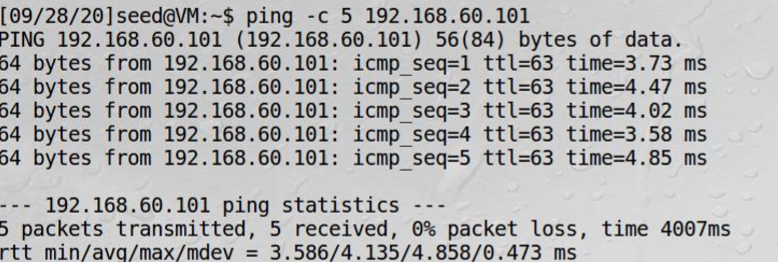 [09/28/20]seed@VM:~$ ping -c 5 192.168.60.101
PING 192.168.60.101 (192.168.60.101) 56(84) bytes of data.
64 bytes from 192.168.60.101: icmp_seq=1 ttl=63 time=3.73 ms
64 bytes from 192.168.60.101: icmp_seq=2 ttl=63 time=4.47 ms
64 bytes from 192.168.60.101: icmp_seq=3 ttl=63 time=4.02 ms
64 bytes from 192.168.60.101: icmp_seq=4 ttl=63 time=3.58 ms
64 bytes from 192.168.60.101: icmp_seq=5 ttl=63 time=4.85 ms
--- 192.168.60.101 ping statistics ---
5 packets transmitted, 5 received, 0% packet loss, time 4007ms
rtt min/avg/max/mdev = 3.586/4.135/4.858/0.473 ms